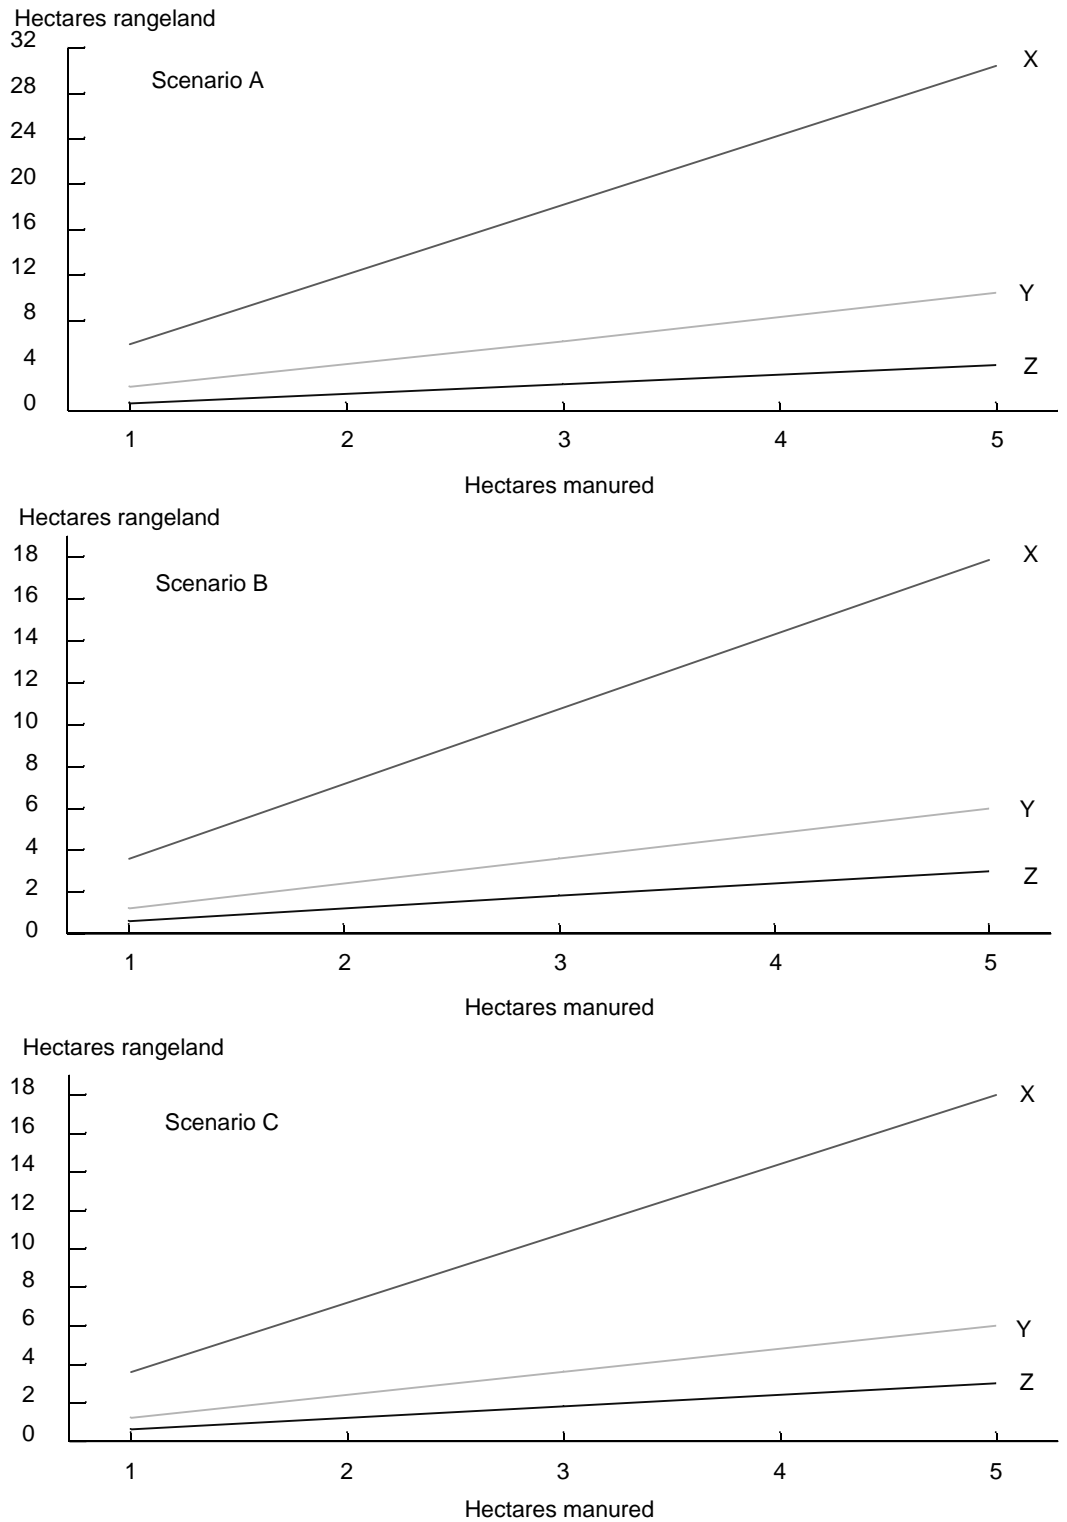 Hectares rangeland
32
Scenario A
X
28
24
20
16
12
Y
8
Z
4
0
1 2 3 4 5
Hectares manured
Hectares rangeland
18
X
Scenario B
16
14
12
10
8
6
Y
4
Z
2
0
1 2 3 4 5
Hectares manured
Hectares rangeland
18
X
Scenario C
16
14
12
10
8
6
Y
4
Z
2
0
1 2 3 4 5
Hectares manured